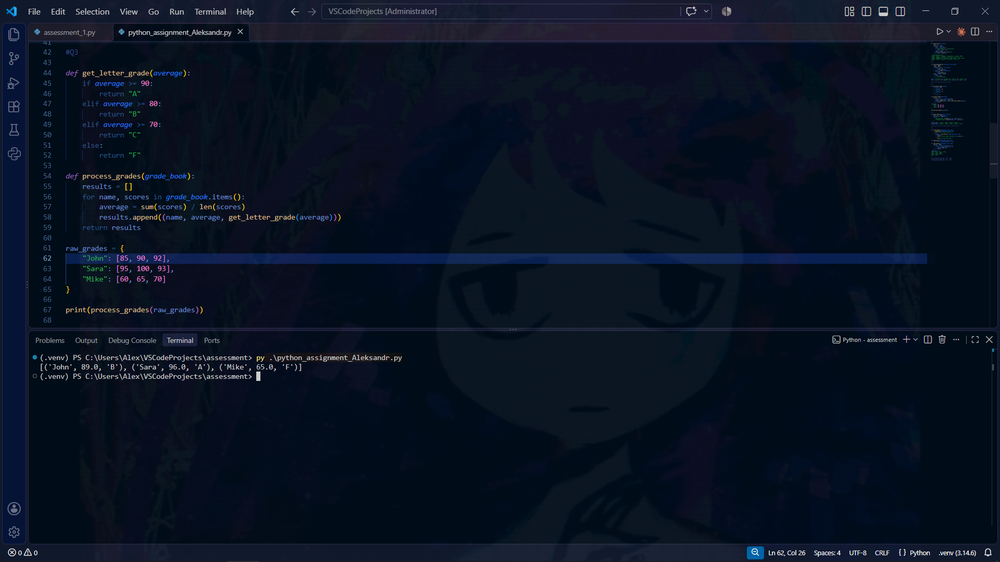 File Edit Selection View Go Run Terminal Help
VSCodeProjects [Administrator]
assessment_1.py
python_assignment_Aleksandr.py
41
42 #Q3
43
44 def get_letter_grade(average):
45 if average >= 90:
46 return "A"
47 elif average >= 80:
48 return "B"
49 elif average >= 70:
50 return "C"
51 else:
52 return "F"
53
54 def process_grades(grade_book):
55 results = []
56 for name, scores in grade_book.items():
57 average = sum(scores) / len(scores)
58 results.append((name, average, get_letter_grade(average)))
59 return results
60
61 raw_grades = {
62 "John": [85, 90, 92],
63 "Sara": [95, 100, 93],
64 "Mike": [60, 65, 70]
65 }
66
67 print(process_grades(raw_grades))
68
Problems Output Debug Console Terminal Ports
Python - assessment
(.venv) PS C:\Users\Alex\VSCodeProjects\assessment> py .\python_assignment_Aleksandr.py
[('John', 89.0, 'B'), ('Sara', 96.0, 'A'), ('Mike', 65.0, 'F')]
(.venv) PS C:\Users\Alex\VSCodeProjects\assessment>
0 0
Ln 62, Col 26 Spaces: 4 UTF-8 CRLF { } Python .venv (3.14.6)